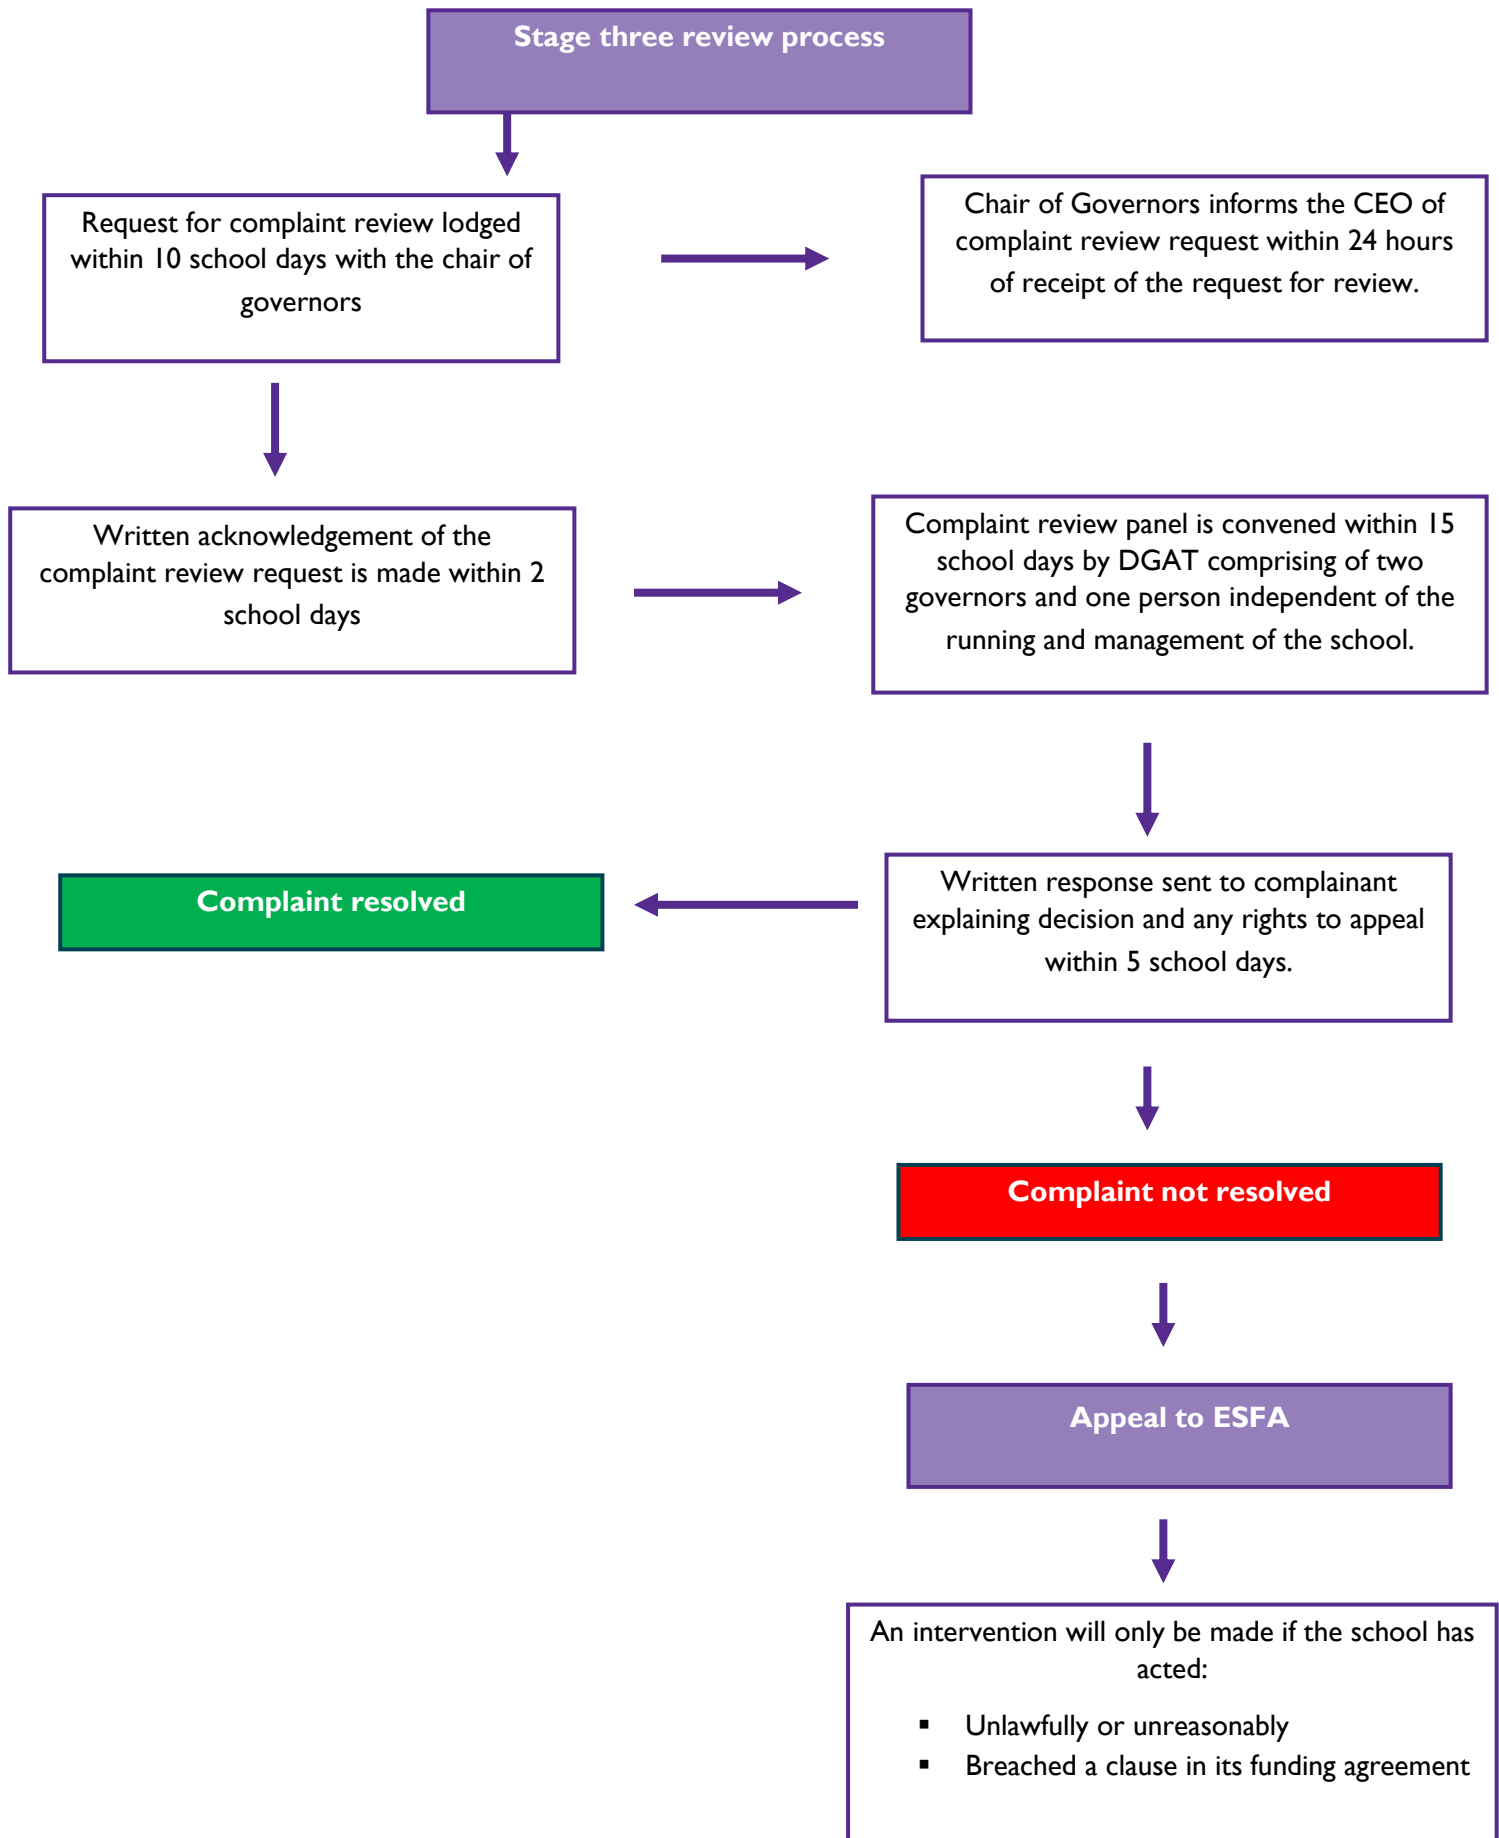 Stage three review process
Request for complaint review lodged
within 10 school days with the chair of
governors
Chair of Governors informs the CEO of
complaint review request within 24 hours
of receipt of the request for review.
Written acknowledgement of the
complaint review request is made within 2
school days
Complaint review panel is convened within 15
school days by DGAT comprising of two
governors and one person independent of the
running and management of the school.
Written response sent to complainant
explaining decision and any rights to appeal
within 5 school days.
Complaint resolved
Complaint not resolved
Appeal to ESFA
An intervention will only be made if the school has
acted:
▪ Unlawfully or unreasonably
▪ Breached a clause in its funding agreement